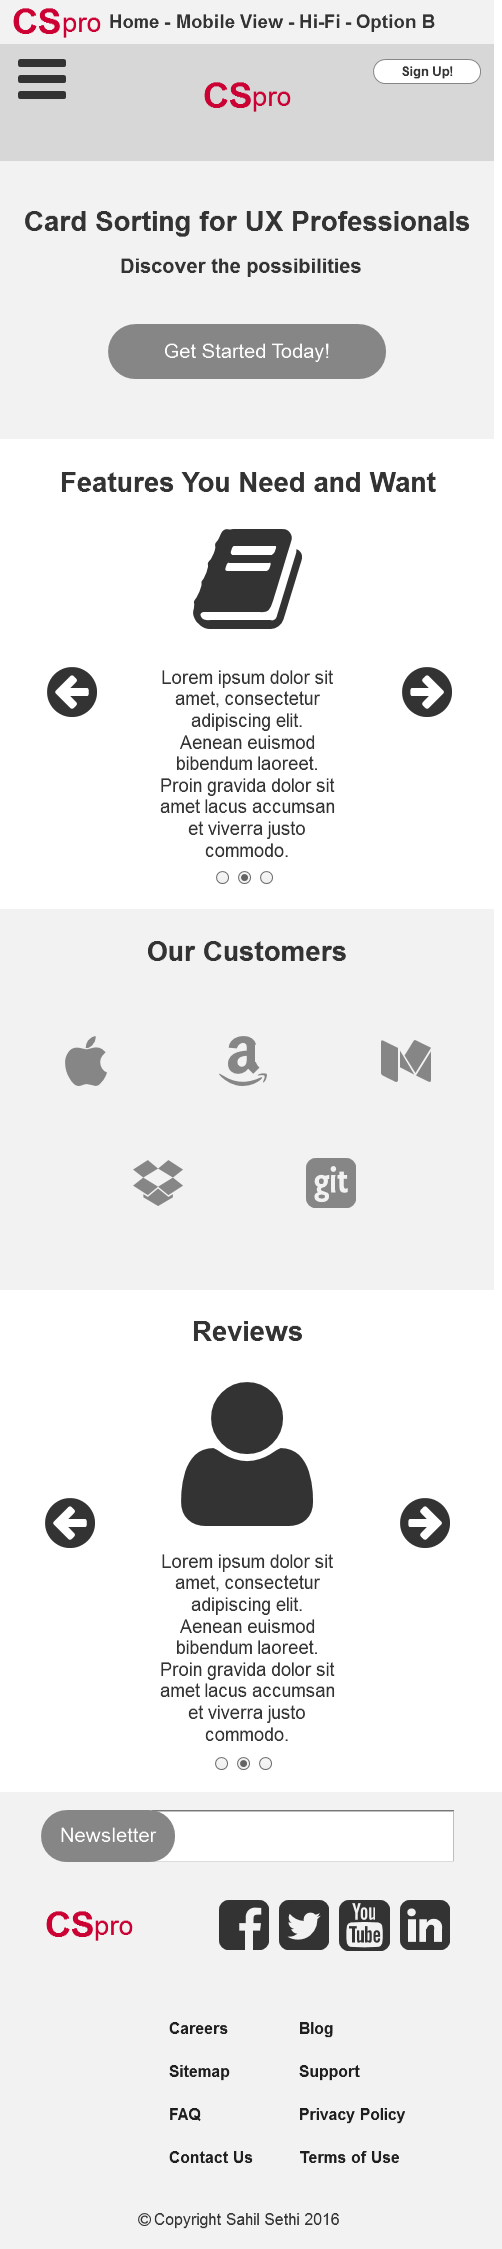 CSpro Home - Mobile View - Hi-Fi - Option B
Sign Up!
CSpro
Card Sorting for UX Professionals
Discover the possibilities
Get Started Today!
Features You Need and Want
Lorem ipsum dolor sit
amet, consectetur
adipiscing elit.
Aenean euismod
bibendum laoreet.
Proin gravida dolor sit
amet lacus accumsan
et viverra justo
commodo.
Our Customers
a
git
Reviews
Lorem ipsum dolor sit
amet, consectetur
adipiscing elit.
Aenean euismod
bibendum laoreet.
Proin gravida dolor sit
amet lacus accumsan
et viverra justo
commodo.
Newsletter
CSpro
f
You
Tube
in
Careers Blog
Sitemap Support
FAQ Privacy Policy
Contact Us Terms of Use
© Copyright Sahil Sethi 2016